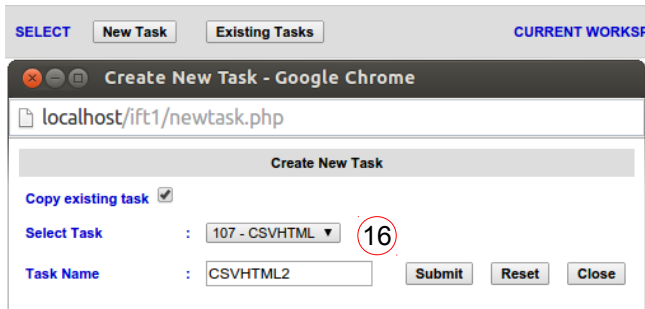 SELECT New Task Existing Tasks CURRENT WORKSP
Create New Task - Google Chrome
localhost/ift1/newtask.php
Create New Task
Copy existing task
Select Task : 107 - CSVHTML 16
Task Name : CSVHTML2 Submit Reset Close